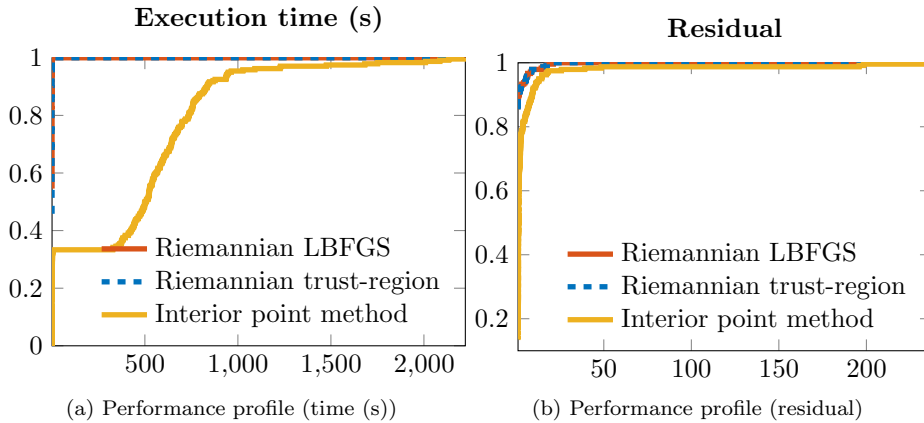 Execution time (s)
1
0.8
0.6
0.4
0.2
0
Riemannian LBFGS
Riemannian trust-region
Interior point method
500 1,000 1,500 2,000
(a) Performance profile (time (s))
Residual
1
0.8
0.6
0.4
0.2
Riemannian LBFGS
Riemannian trust-region
Interior point method
50 100 150 200
(b) Performance profile (residual)